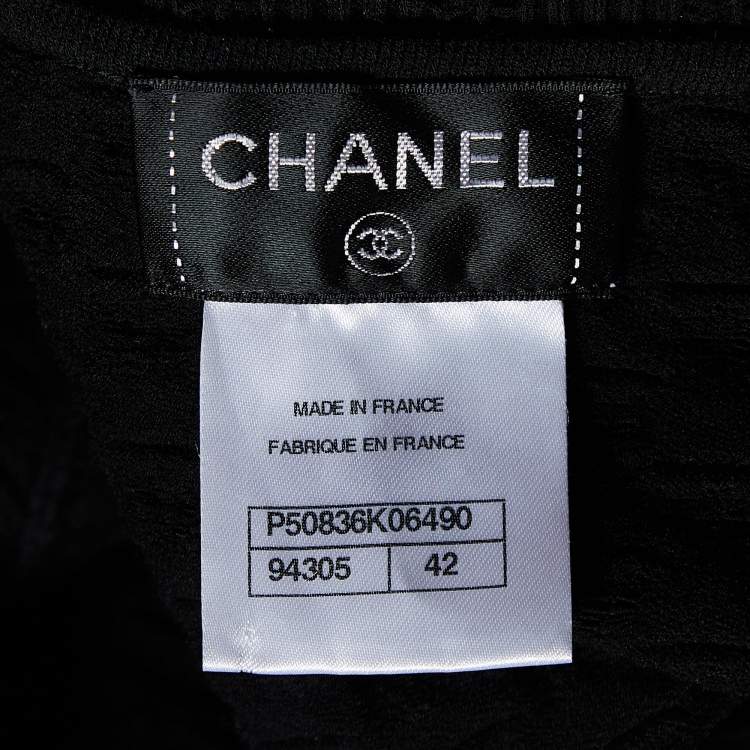 CHANEL
MADE IN FRANCE
FABRIQUE EN FRANCE
P50836K06490
94305 42